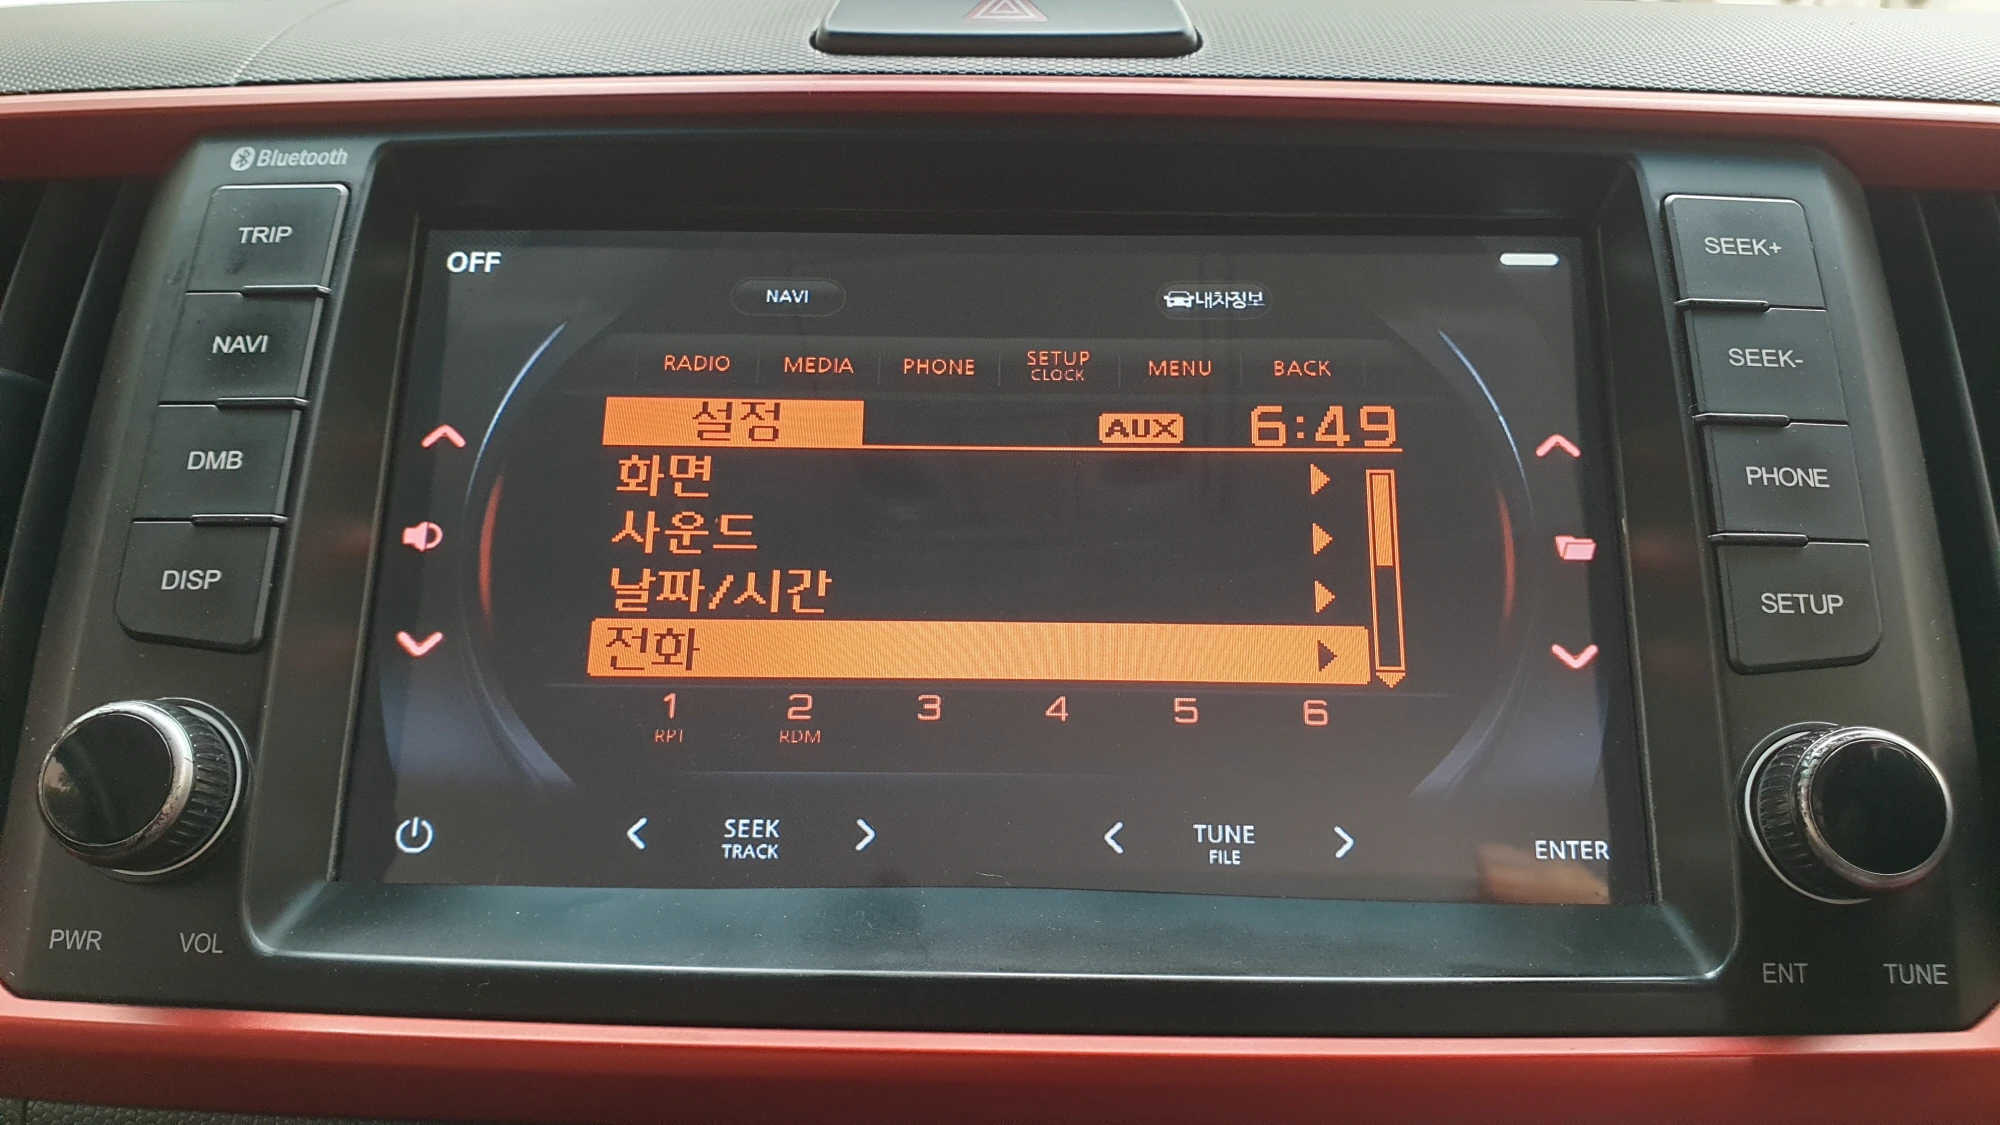 Bluetooth
TRIP
NAVI
DMB
DISP
PWR VOL
OFF
NAVI 내차정보
RADIO MEDIA PHONE SETUP CLOCK MENU BACK
설정 AUX 6:49
화면
사운드
날짜/시간
전화
1 2 3 4 5 6
RPT RDM
SEEK TRACK
TUNE FILE
ENTER
SEEK+
SEEK-
PHONE
SETUP
ENT TUNE